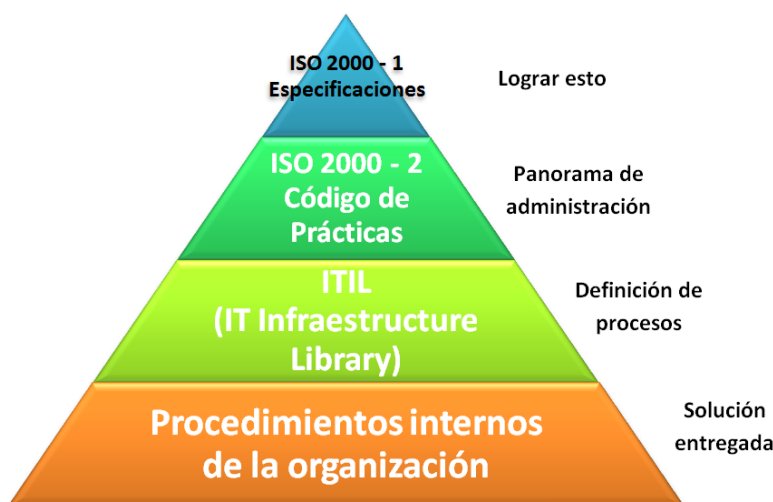 ISO 2000 - 1
Especificaciones
Lograr esto
ISO 2000 - 2
Código de
Prácticas
Panorama de
administración
ITIL
(IT Infraestructure
Library)
Definición de
procesos
Procedimientos internos
de la organización
Solución
entregada